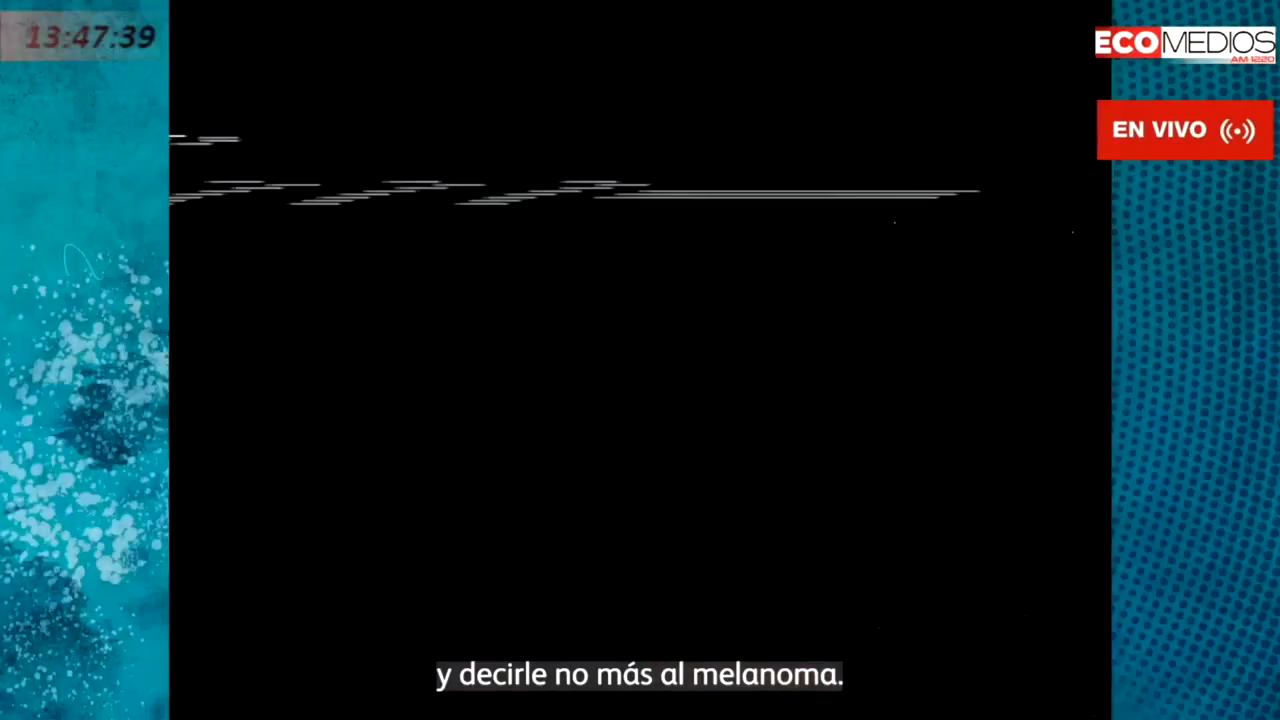 13:47:39
ECOMEDIOS
AM 1220
EN VIVO
y decirle no más al melanoma.